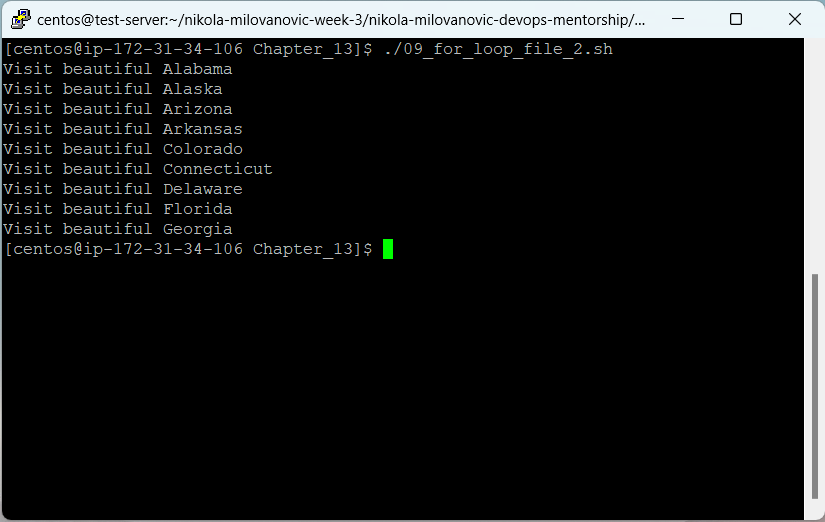 centos@test-server:~/nikola-milovanovic-week-3/nikola-milovanovic-devops-mentorship/...
[centos@ip-172-31-34-106 Chapter_13]$ ./09_for_loop_file_2.sh
Visit beautiful Alabama
Visit beautiful Alaska
Visit beautiful Arizona
Visit beautiful Arkansas
Visit beautiful Colorado
Visit beautiful Connecticut
Visit beautiful Delaware
Visit beautiful Florida
Visit beautiful Georgia
[centos@ip-172-31-34-106 Chapter_13]$